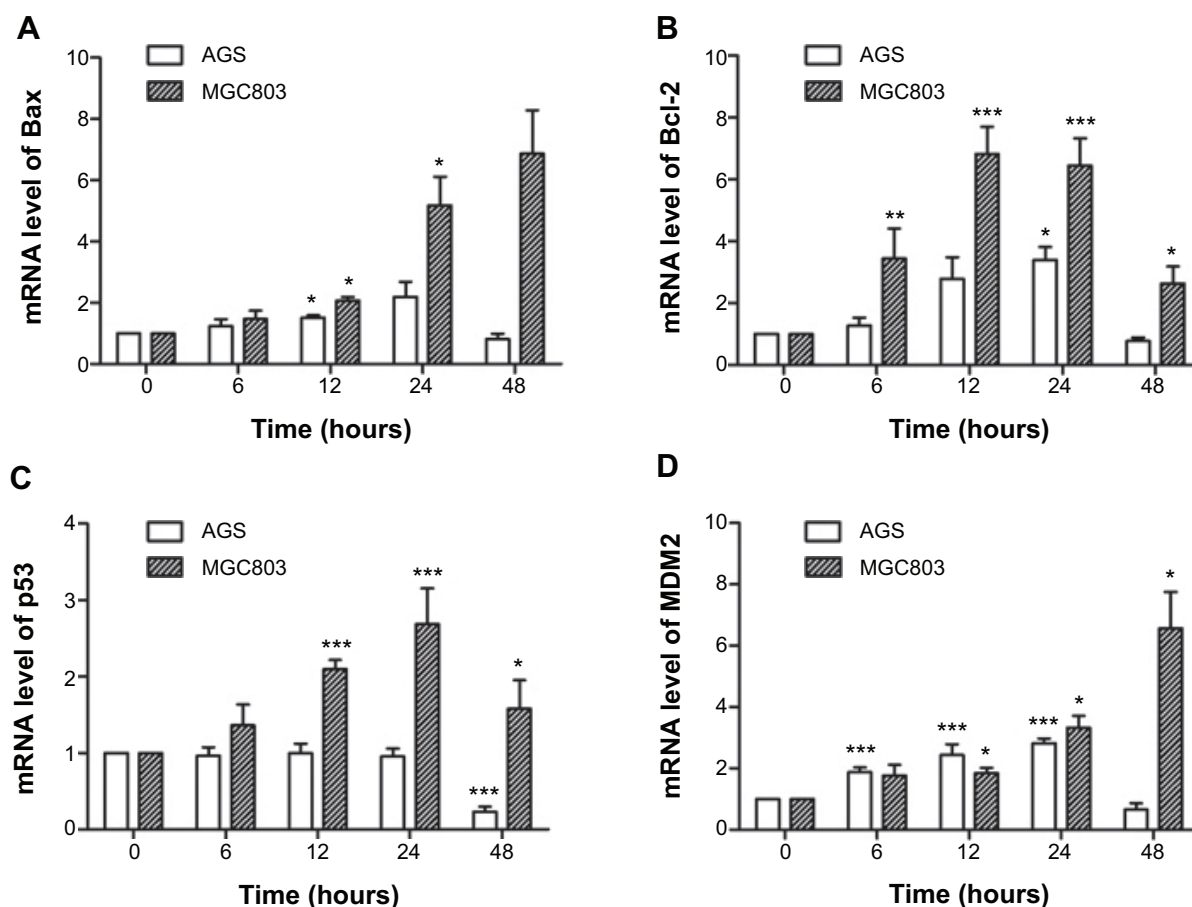 A
AGS
MGC803
mRNA level of Bax
10
8
6
4
2
0
*
*
*
0 6 12 24 48
Time (hours)
B
AGS
MGC803
mRNA level of Bcl-2
10
8
6
4
2
0
**
***
*
***
*
0 6 12 24 48
Time (hours)
C
AGS
MGC803
mRNA level of p53
4
3
2
1
0
***
***
***
*
0 6 12 24 48
Time (hours)
D
AGS
MGC803
mRNA level of MDM2
10
8
6
4
2
0
***
***
*
***
*
*
0 6 12 24 48
Time (hours)